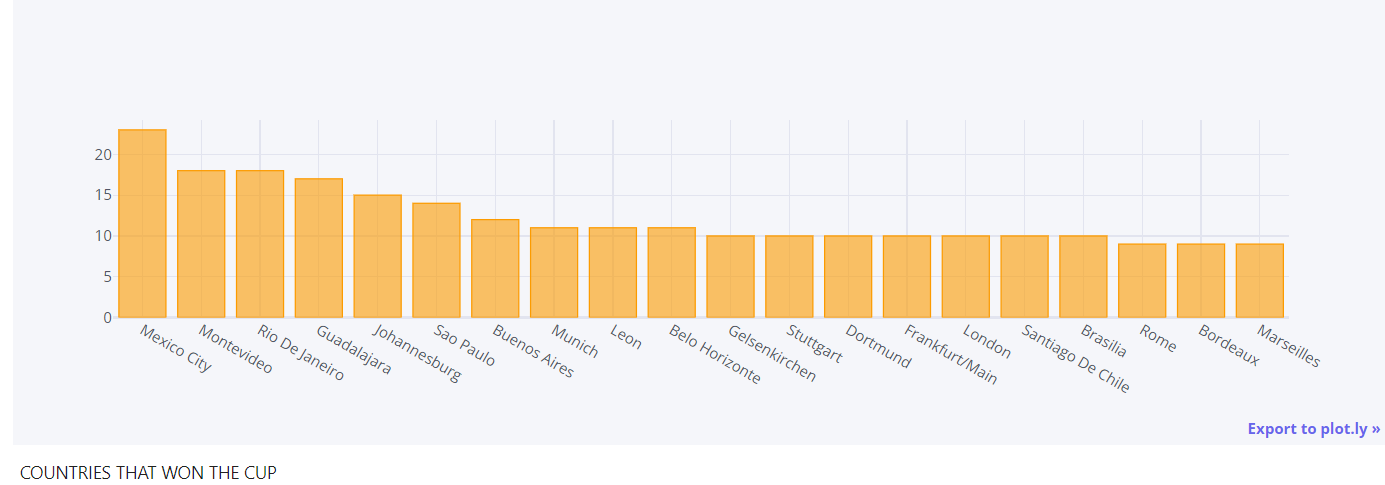 20
15
10
5
0
Mexico City
Montevideo
Rio De Janeiro
Guadalajara
Johannesburg
Sao Paulo
Buenos Aires
Munich
Leon
Belo Horizonte
Gelsenkirchen
Stuttgart
Dortmund
Frankfurt/Main
London
Santiago De Chile
Brasilia
Rome
Bordeaux
Marseilles
Export to plot.ly »
COUNTRIES THAT WON THE CUP